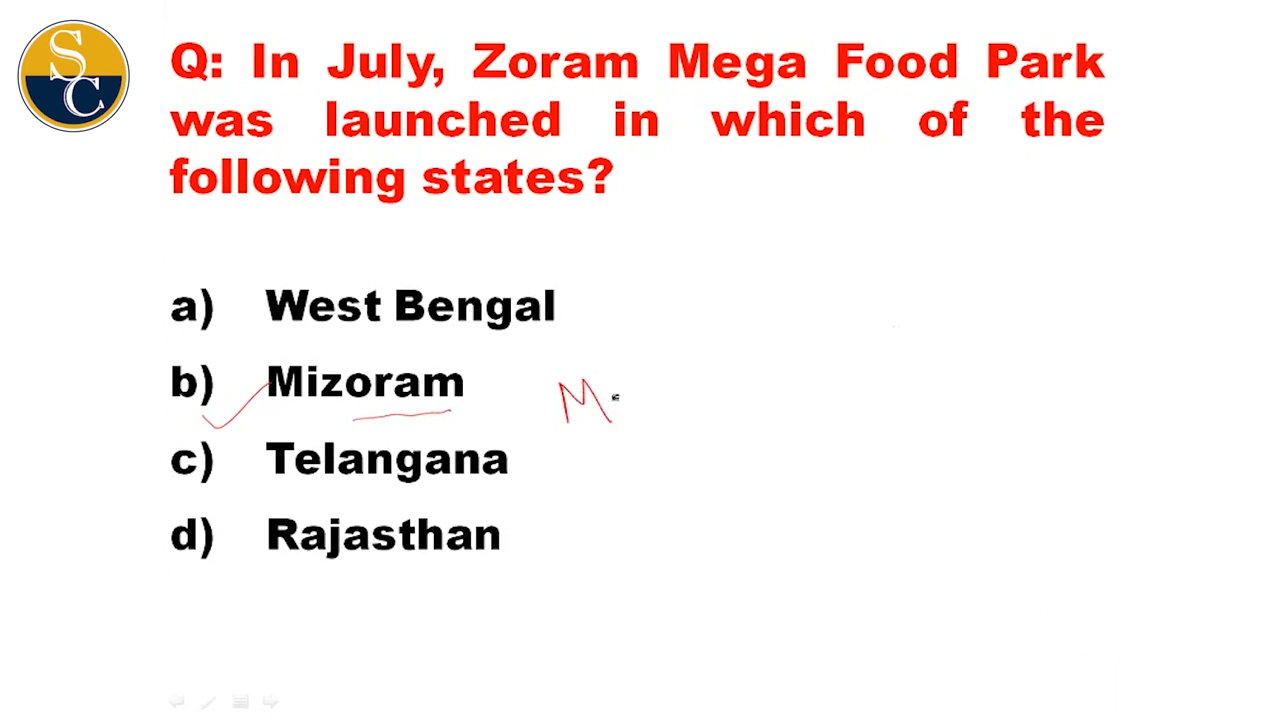 SC
Q: In July, Zoram Mega Food Park
was launched in which of the
following states?
a) West Bengal
b) Mizoram M
c) Telangana
d) Rajasthan